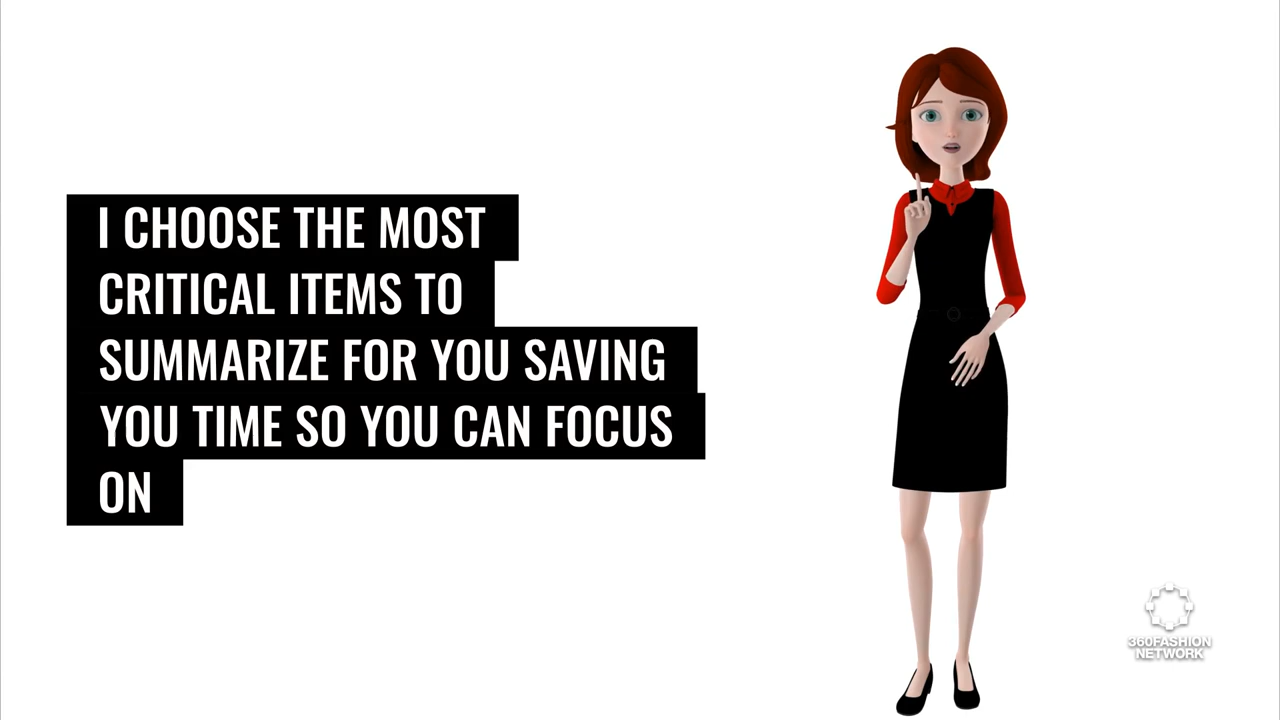 I CHOOSE THE MOST
CRITICAL ITEMS TO
SUMMARIZE FOR YOU SAVING
YOU TIME SO YOU CAN FOCUS
ON
360FASHION
NETWORK